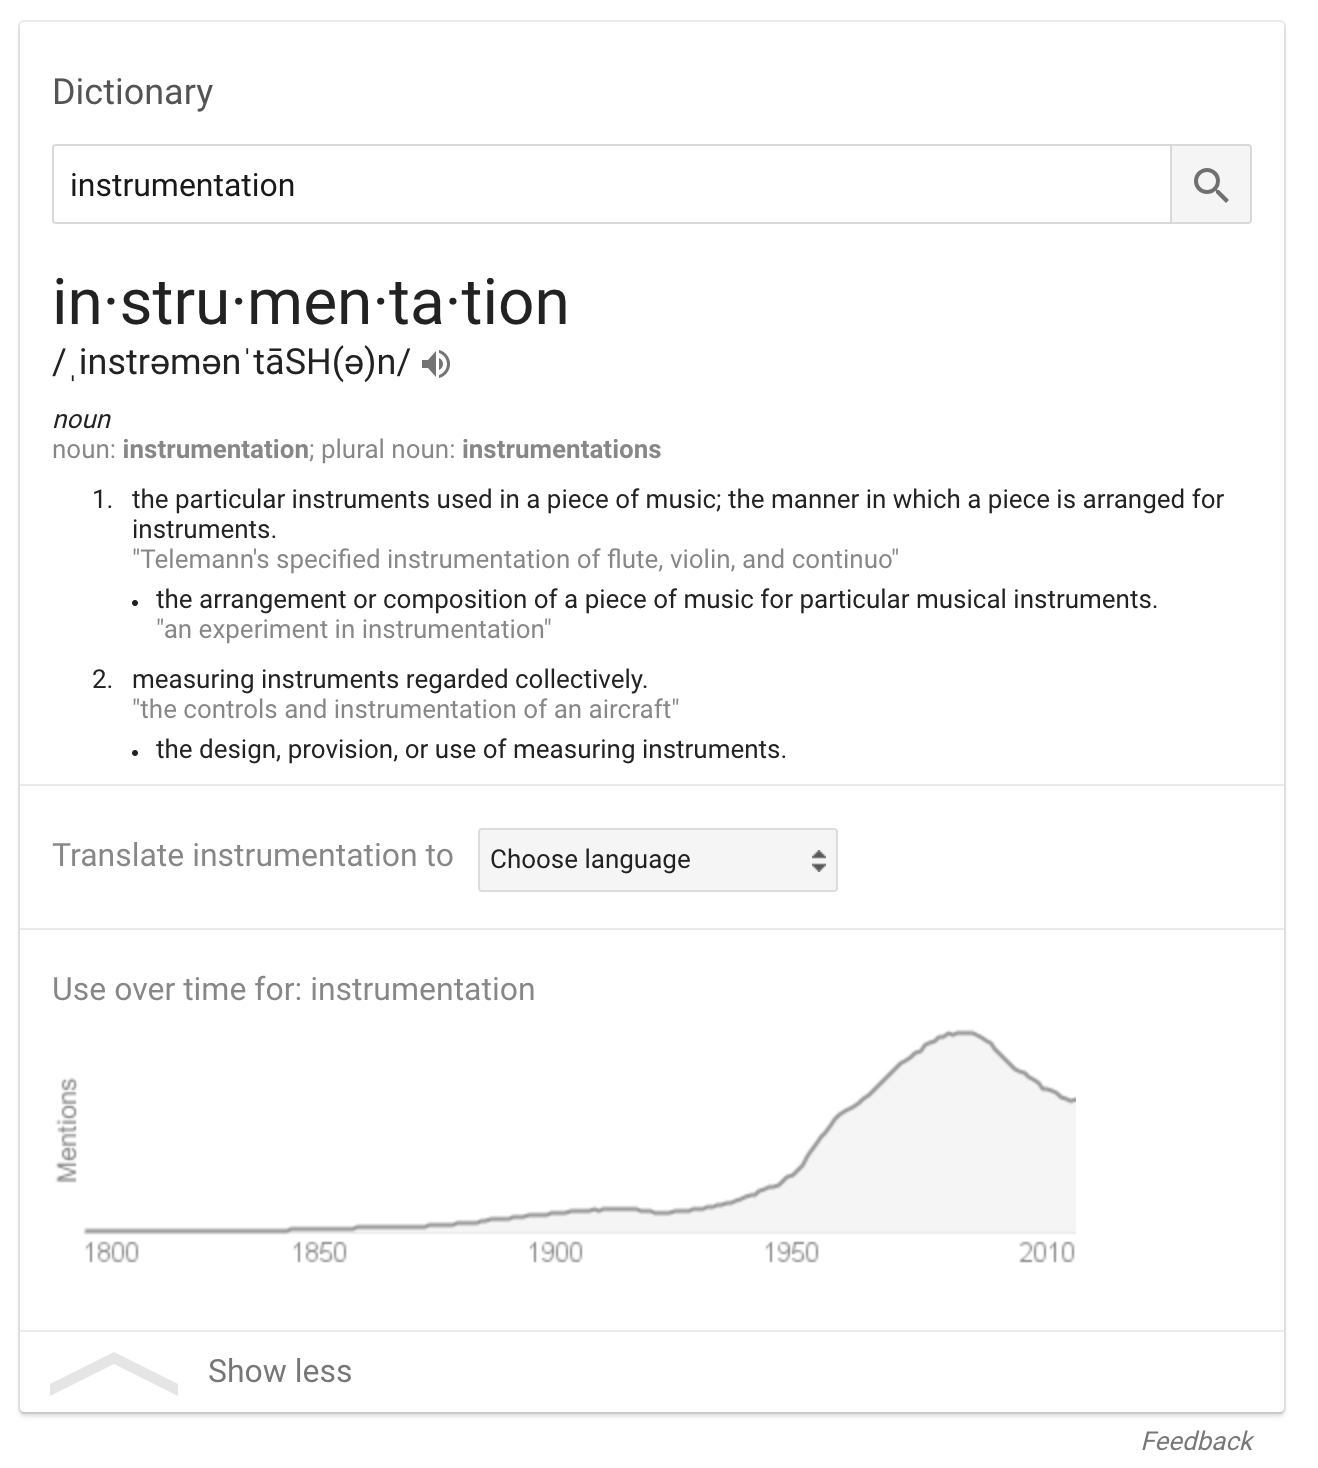 Dictionary
instrumentation
in·stru·men·ta·tion
/ˌinstrəmənˈtāSH(ə)n/
noun
noun: instrumentation; plural noun: instrumentations
1. the particular instruments used in a piece of music; the manner in which a piece is arranged for
instruments.
"Telemann's specified instrumentation of flute, violin, and continuo"
• the arrangement or composition of a piece of music for particular musical instruments.
"an experiment in instrumentation"
2. measuring instruments regarded collectively.
"the controls and instrumentation of an aircraft"
• the design, provision, or use of measuring instruments.
Translate instrumentation to Choose language
Use over time for: instrumentation
Mentions
1800 1850 1900 1950 2010
Show less
Feedback